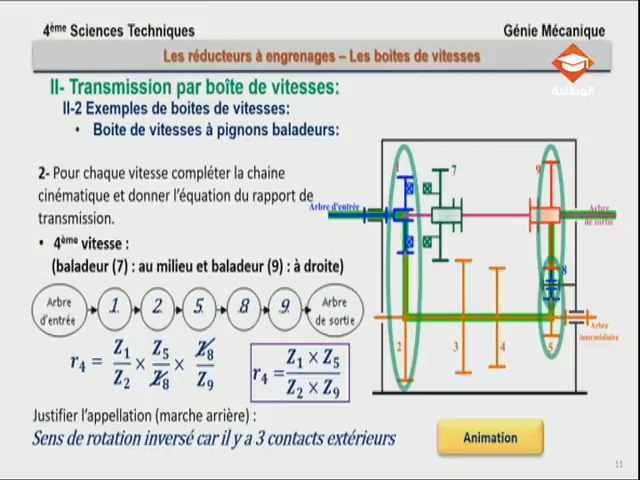 4ème Sciences Techniques
Génie Mécanique
Les réducteurs à engrenages – Les boites de vitesses
الوطنية
II- Transmission par boîte de vitesses:
II-2 Exemples de boites de vitesses:
• Boite de vitesses à pignons baladeurs:
2- Pour chaque vitesse compléter la chaine
cinématique et donner l'équation du rapport de
transmission.
• 4ème vitesse :
(baladeur (7) : au milieu et baladeur (9) : à droite)
Arbre d'entrée 1 2 5 8 9 Arbre de sortie
r4 = Z1/Z2 × Z5/Z8 × Z8/Z9
r4 = Z1 × Z5 / Z2 × Z9
Justifier l'appellation (marche arrière) :
Sens de rotation inversé car il y a 3 contacts extérieurs
1
7
9
Arbre d'entrée
Arbre
de sortie
8
Arbre
intermédiaire
2
3
4
5
Animation
11